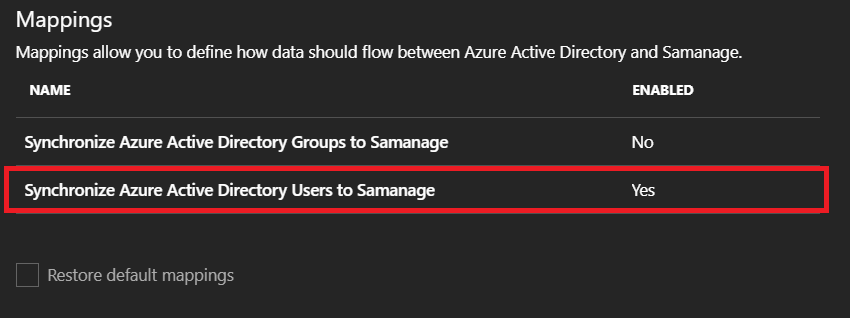 Mappings
Mappings allow you to define how data should flow between Azure Active Directory and Samanage.
NAME ENABLED
Synchronize Azure Active Directory Groups to Samanage No
Synchronize Azure Active Directory Users to Samanage Yes
Restore default mappings